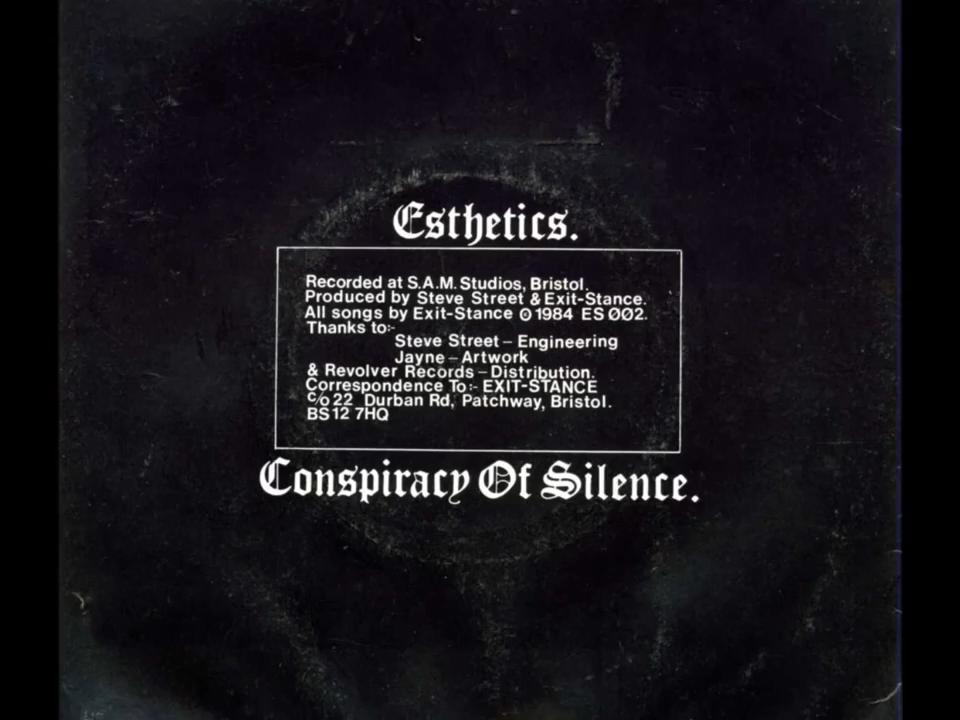 Esthetics.
Recorded at S.A.M. Studios, Bristol.
Produced by Steve Street & Exit-Stance.
All songs by Exit-Stance © 1984 ES ØØ2.
Thanks to:-
Steve Street – Engineering
Jayne – Artwork
& Revolver Records – Distribution.
Correspondence To:- EXIT-STANCE
c/o 22 Durban Rd, Patchway, Bristol.
BS12 7HQ
Conspiracy Of Silence.